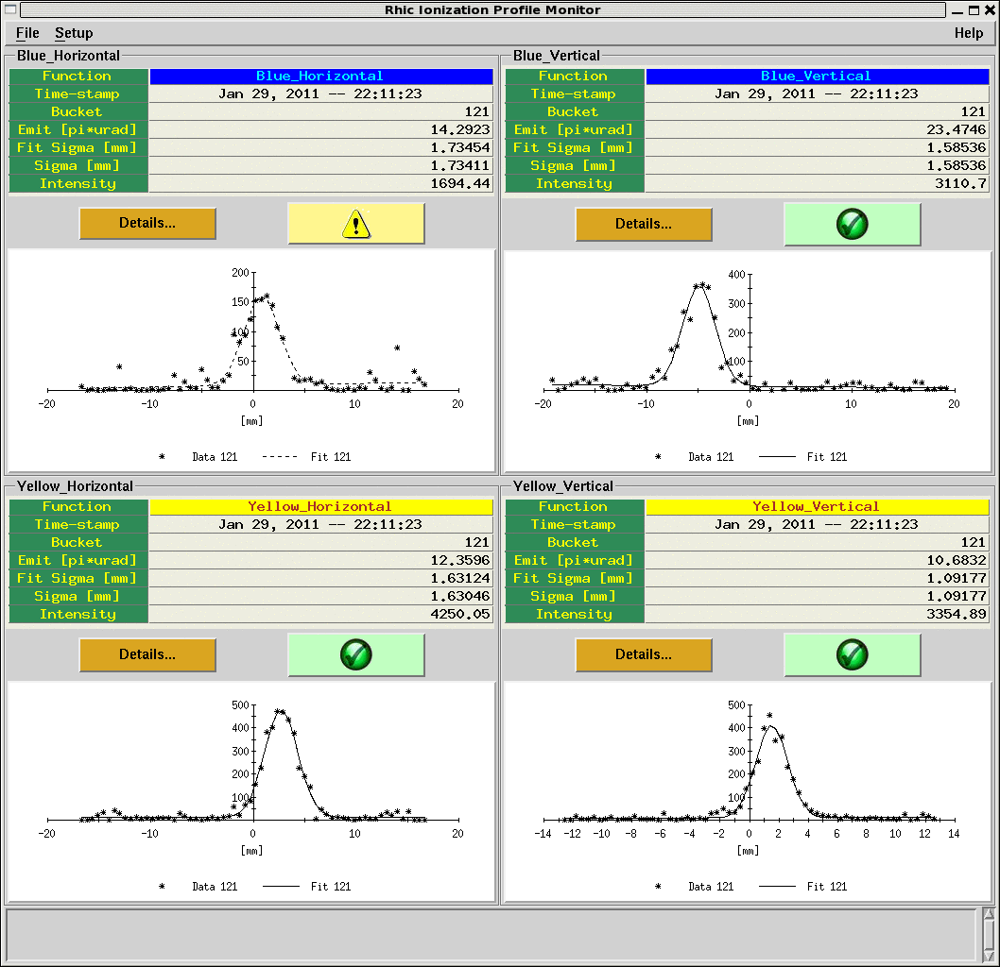 Rhic Ionization Profile Monitor
File Setup Help
Blue_Horizontal
Function Blue_Horizontal
Time-stamp Jan 29, 2011 -- 22:11:23
Bucket 121
Emit [pi*urad] 14.2923
Fit Sigma [mm] 1.73454
Sigma [mm] 1.73411
Intensity 1694.44
Details...
200
150
100
50
-20 -10 0 10 20
[mm]
Data 121 Fit 121
Blue_Vertical
Function Blue_Vertical
Time-stamp Jan 29, 2011 -- 22:11:23
Bucket 121
Emit [pi*urad] 23.4746
Fit Sigma [mm] 1.58536
Sigma [mm] 1.58536
Intensity 3110.7
Details...
400
300
200
100
-20 -10 0 10 20
[mm]
Data 121 Fit 121
Yellow_Horizontal
Function Yellow_Horizontal
Time-stamp Jan 29, 2011 -- 22:11:23
Bucket 121
Emit [pi*urad] 12.3596
Fit Sigma [mm] 1.63124
Sigma [mm] 1.63046
Intensity 4250.05
Details...
500
400
300
200
100
-20 -10 0 10 20
[mm]
Data 121 Fit 121
Yellow_Vertical
Function Yellow_Vertical
Time-stamp Jan 29, 2011 -- 22:11:23
Bucket 121
Emit [pi*urad] 10.6832
Fit Sigma [mm] 1.09177
Sigma [mm] 1.09177
Intensity 3354.89
Details...
500
400
300
200
100
-14 -12 -10 -8 -6 -4 -2 0 2 4 6 8 10 12 14
[mm]
Data 121 Fit 121